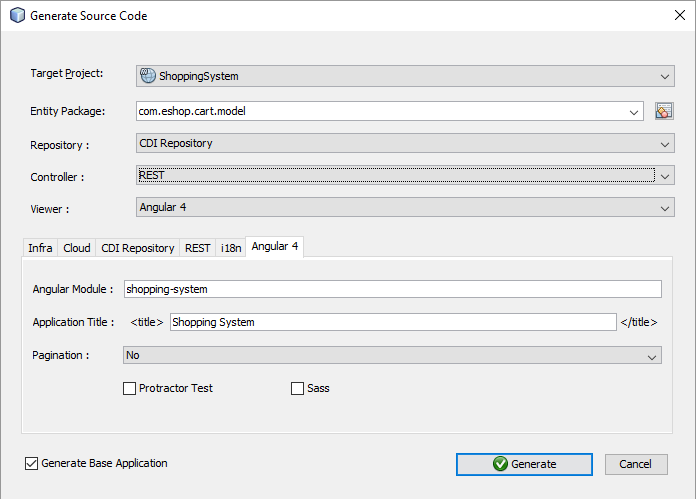 Generate Source Code
Target Project: ShoppingSystem
Entity Package: com.eshop.cart.model
Repository : CDI Repository
Controller : REST
Viewer : Angular 4
Infra Cloud CDI Repository REST i18n Angular 4
Angular Module : shopping-system
Application Title : <title> Shopping System </title>
Pagination : No
Protractor Test Sass
Generate Base Application Generate Cancel